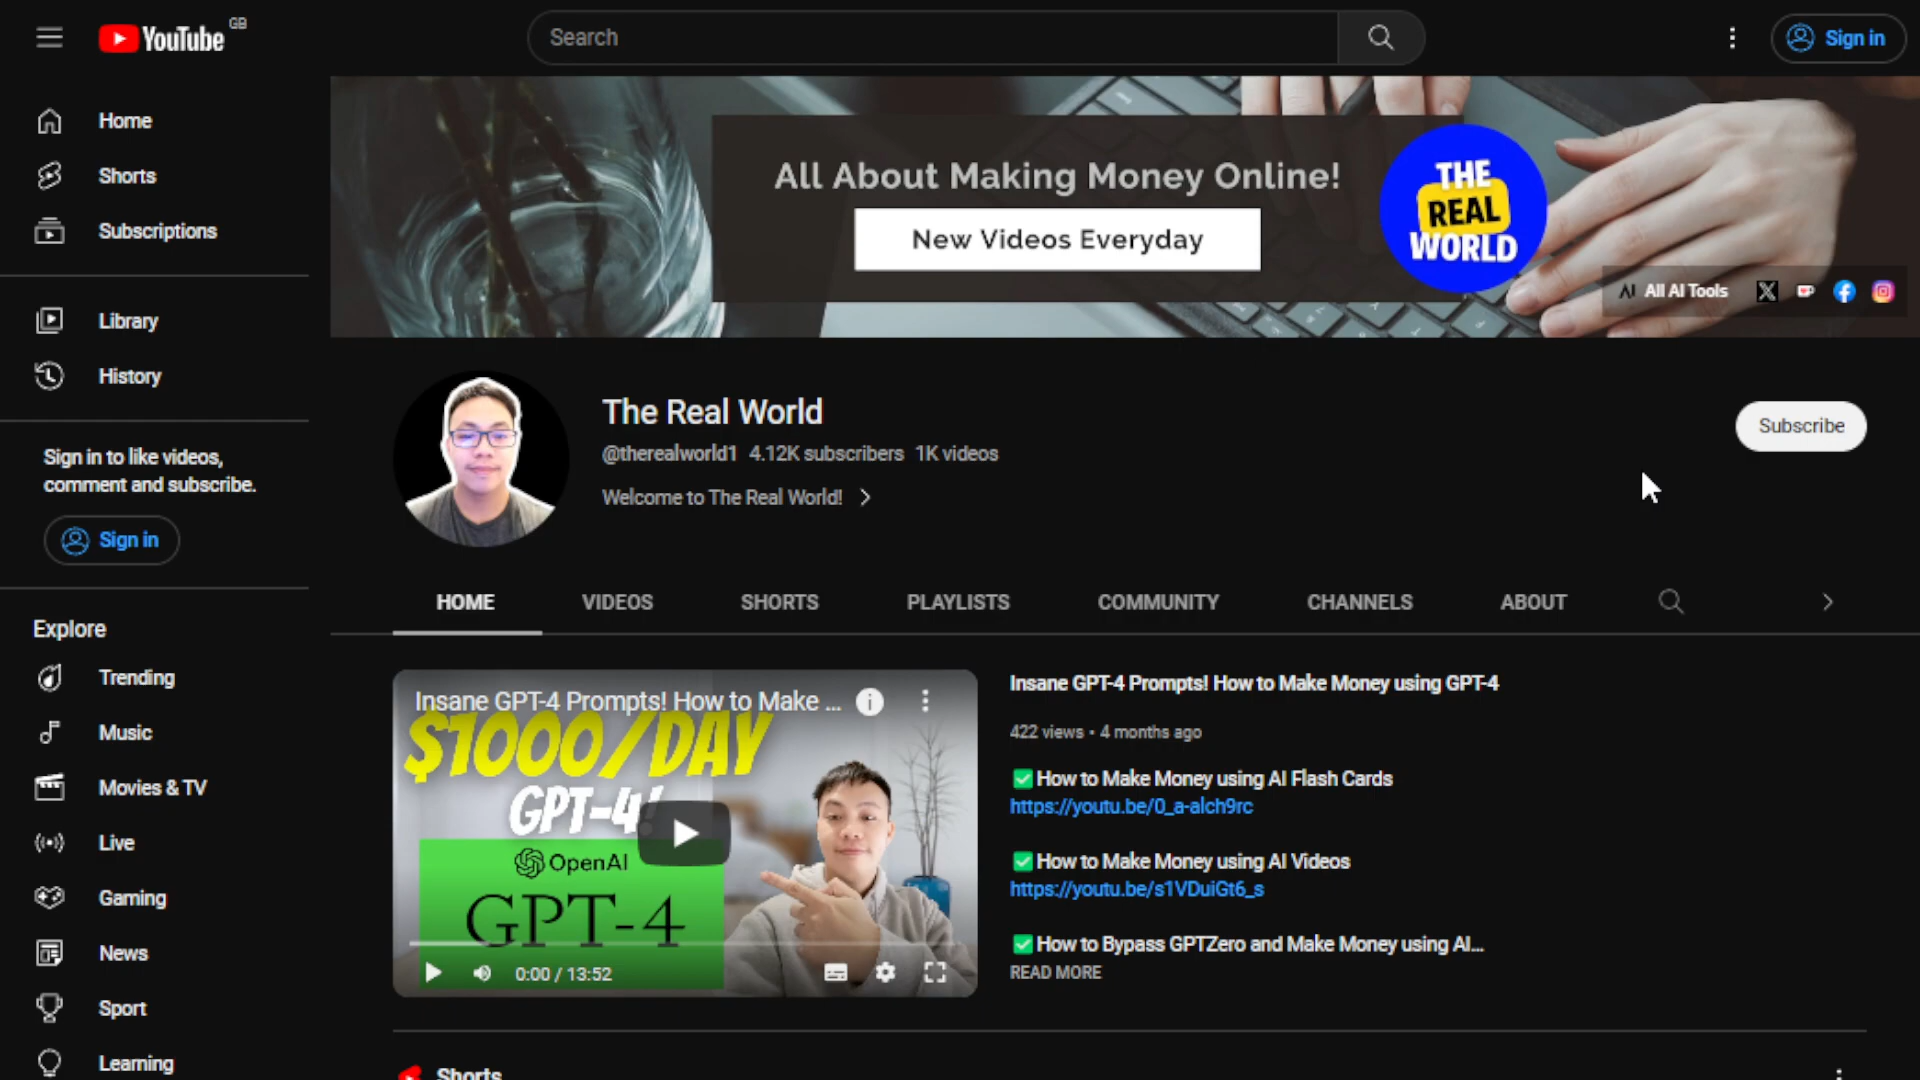 YouTube GB
Search
Sign in
Home
Shorts
Subscriptions
Library
History
Sign in to like videos,
comment and subscribe.
Sign in
Explore
Trending
Music
Movies & TV
Live
Gaming
News
Sport
Learning
All About Making Money Online!
New Videos Everyday
THE
REAL
WORLD
All AI Tools
The Real World
@therealworld1 4.12K subscribers 1K videos
Welcome to The Real World!
Subscribe
HOME VIDEOS SHORTS PLAYLISTS COMMUNITY CHANNELS ABOUT
Insane GPT-4 Prompts! How to Make ...
$1000/DAY
GPT-4!
OpenAI
GPT-4
0:00 / 13:52
Insane GPT-4 Prompts! How to Make Money using GPT-4
422 views • 4 months ago
✅How to Make Money using AI Flash Cards
https://youtu.be/0_a-alch9rc
✅How to Make Money using AI Videos
https://youtu.be/s1VDuiGt6_s
✅How to Bypass GPTZero and Make Money using AI...
READ MORE
Shorts